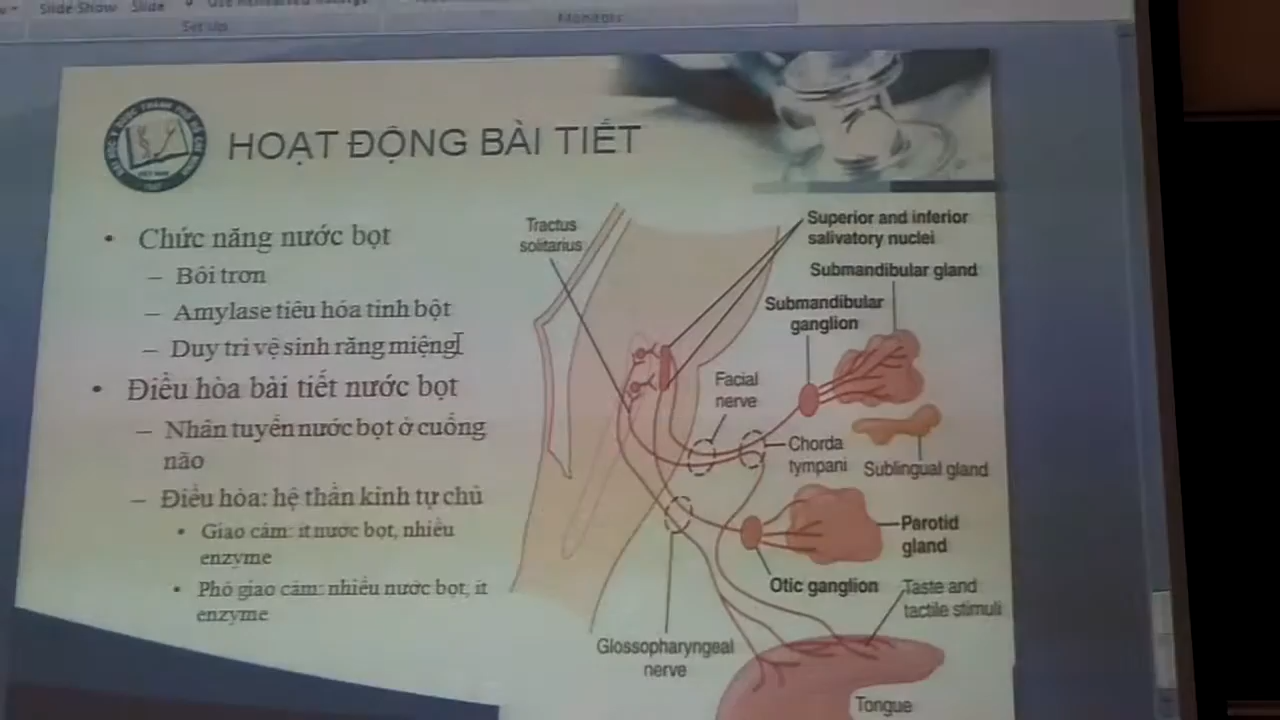 Slide Show
Slide
Set Up
Monitors
HOẠT ĐỘNG BÀI TIẾT
• Chức năng nước bọt
– Bôi trơn
– Amylase tiêu hóa tinh bột
– Duy trì vệ sinh răng miệng
• Điều hòa bài tiết nước bọt
– Nhân tuyến nước bọt ở cuống
não
– Điều hòa: hệ thần kinh tự chủ
• Giao cảm: ít nước bọt, nhiều
enzyme
• Phó giao cảm: nhiều nước bọt, ít
enzyme
Tractus
solitarius
Superior and inferior
salivatory nuclei
Submandibular gland
Submandibular
ganglion
Facial
nerve
Chorda
tympani
Sublingual gland
Parotid
gland
Otic ganglion
Taste and
tactile stimuli
Glossopharyngeal
nerve
Tongue